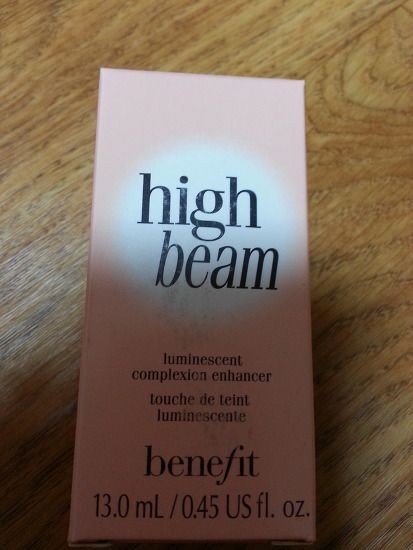 high
beam
luminescent
complexion enhancer
touche de teint
luminescente
benefit
13.0 mL / 0.45 US fl. oz.